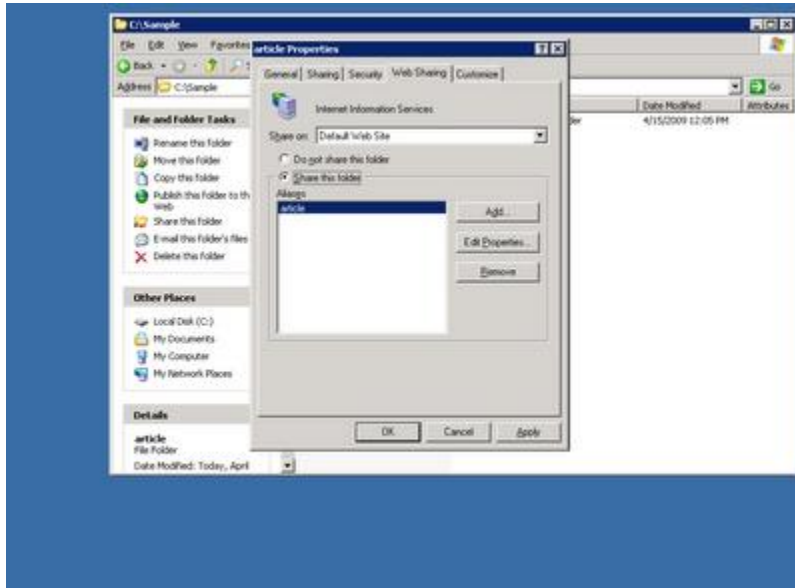 C:\Sample
File Edit View Favorites
Back
Address C:\Sample Go
Date Modified Attributes
4/15/2009 12:05 PM
File and Folder Tasks
Rename this folder
Move this folder
Copy this folder
Publish this folder to th
Web
Share this folder
E-mail this folder's files
Delete this folder
Other Places
Local Disk (C:)
My Documents
My Computer
My Network Places
Details
article
File Folder
Date Modified: Today, April
article Properties
General Sharing Security Web Sharing Customize
Internet Information Services
Share on: Default Web Site
Do not share this folder
Share this folder
Aliases
article
Add...
Edit Properties...
Remove
OK Cancel Apply